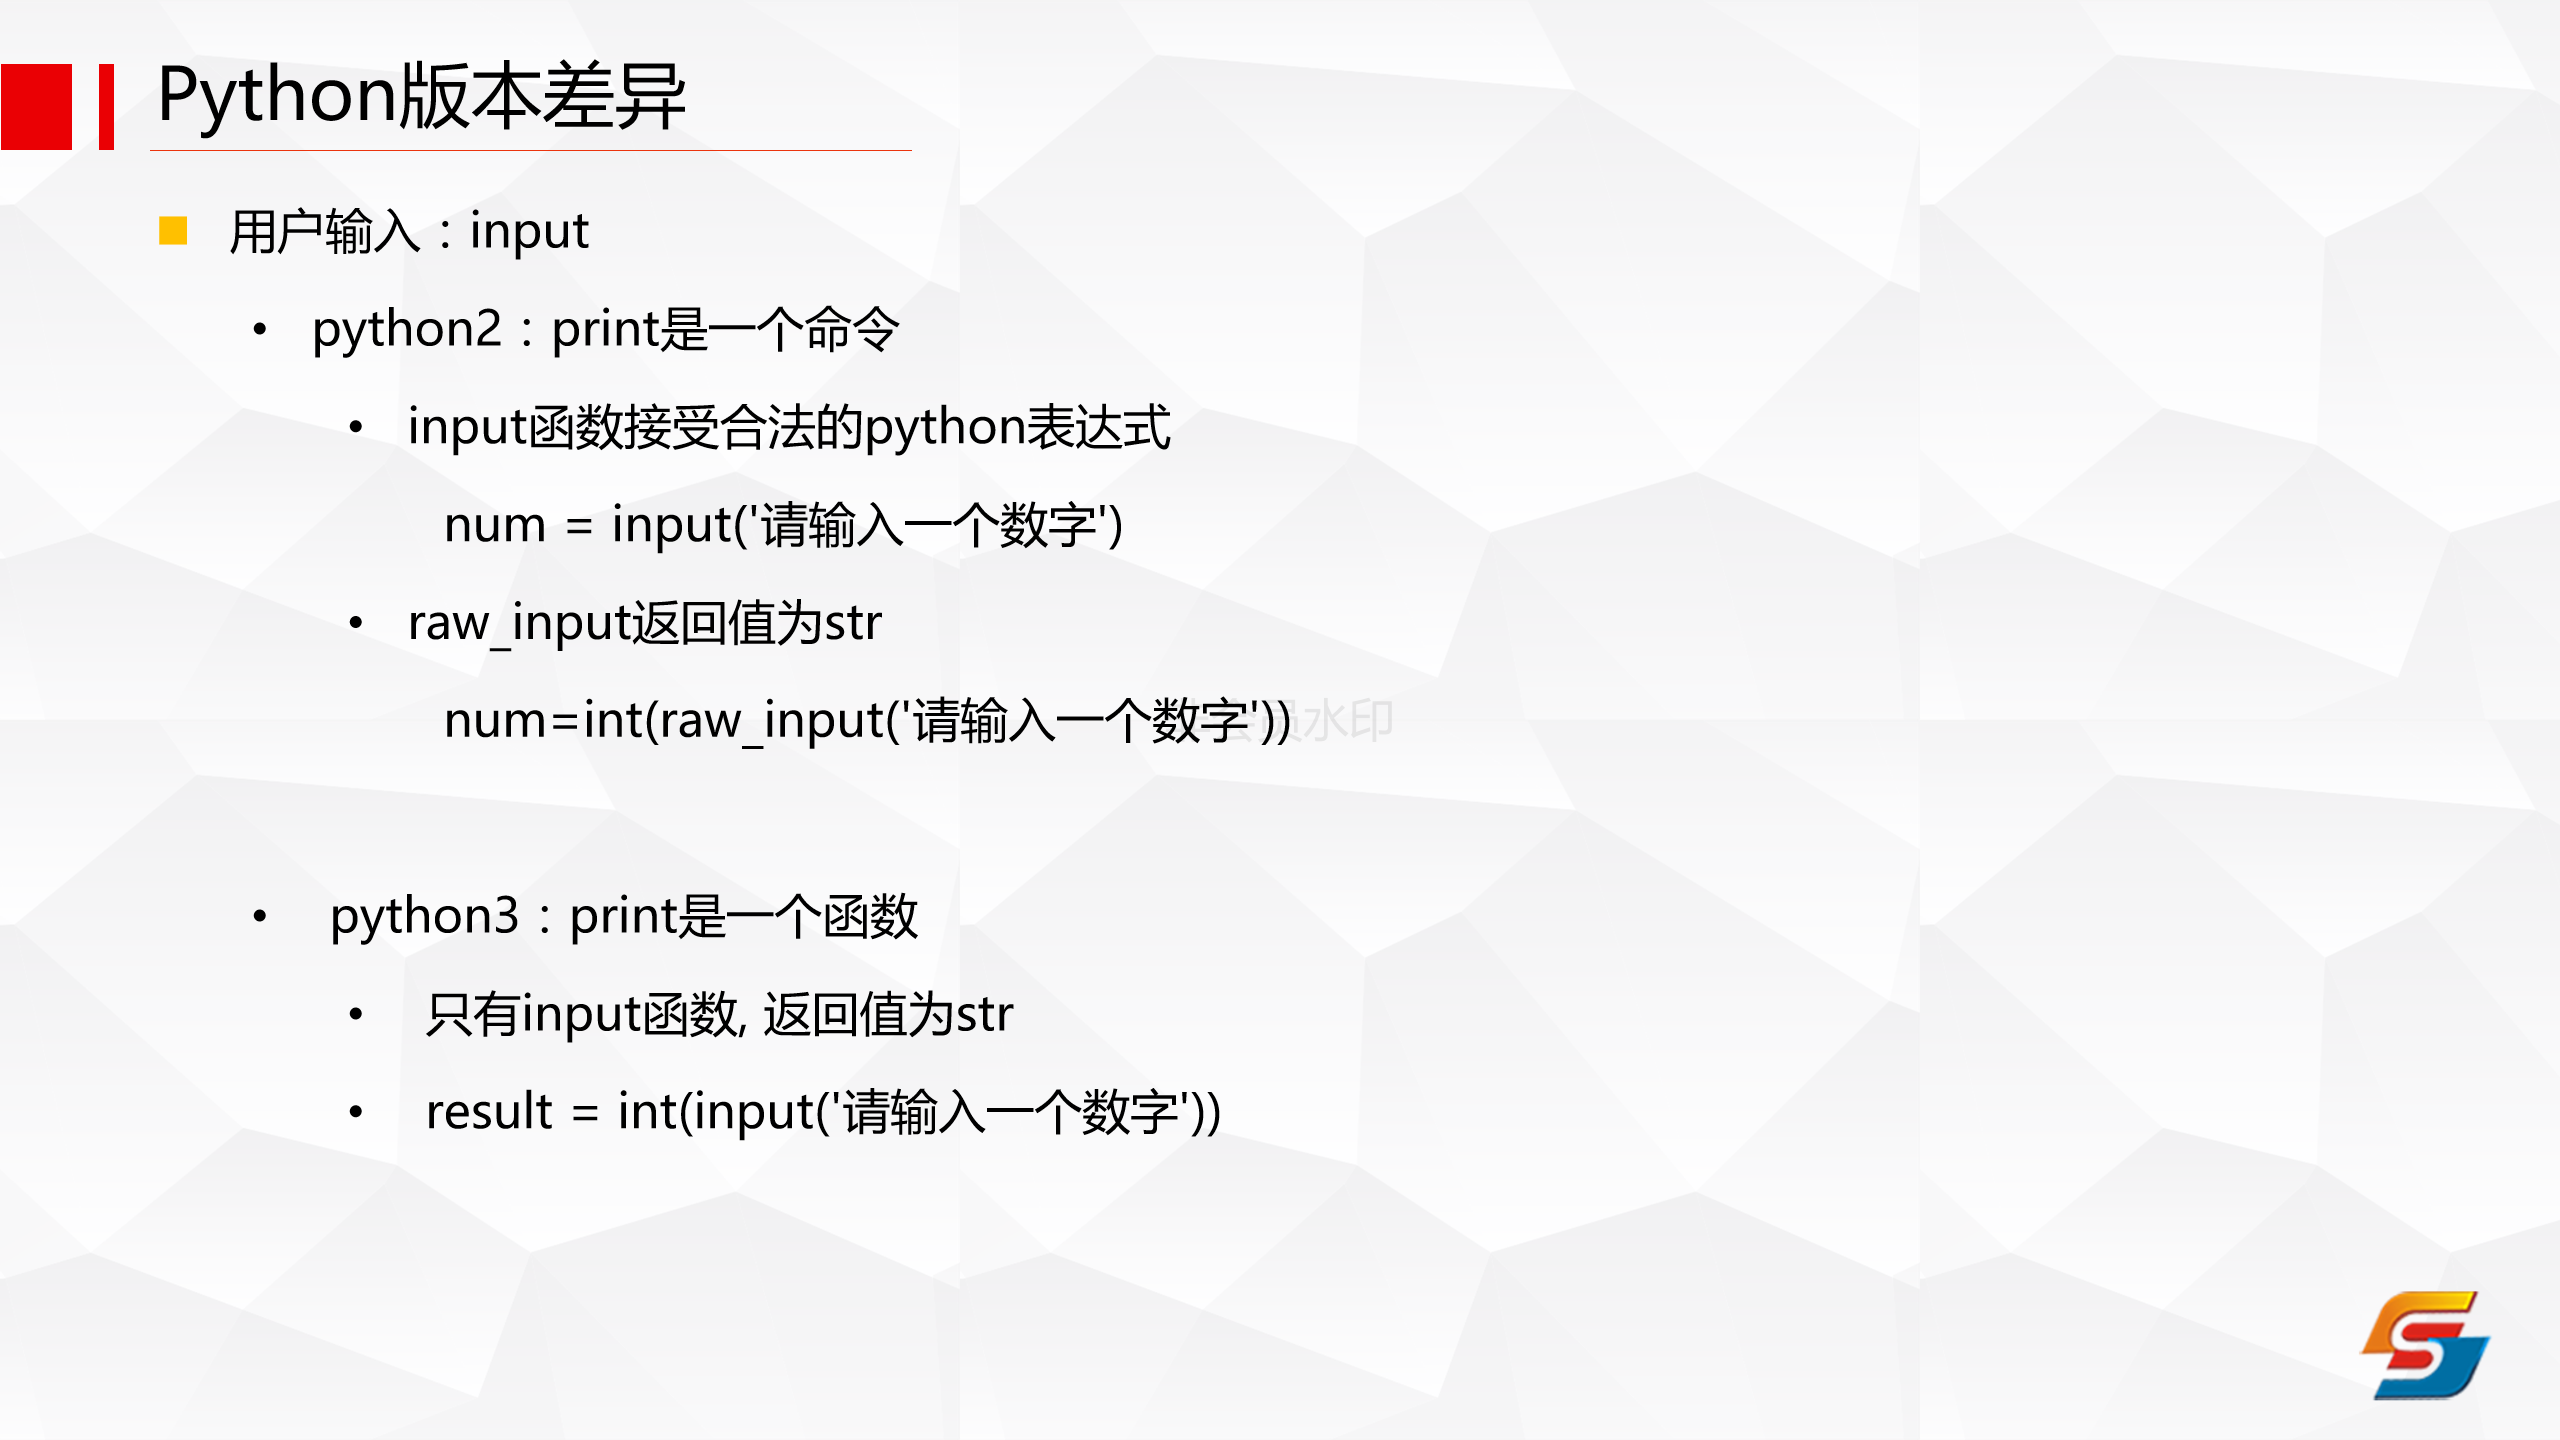 Python版本差异
用户输入：input
python2：print是一个命令
input函数接受合法的python表达式
num = input('请输入一个数字')
raw_input返回值为str
num=int(raw_input('请输入一个数字'))
员水印
python3：print是一个函数
只有input函数, 返回值为str
result = int(input('请输入一个数字'))